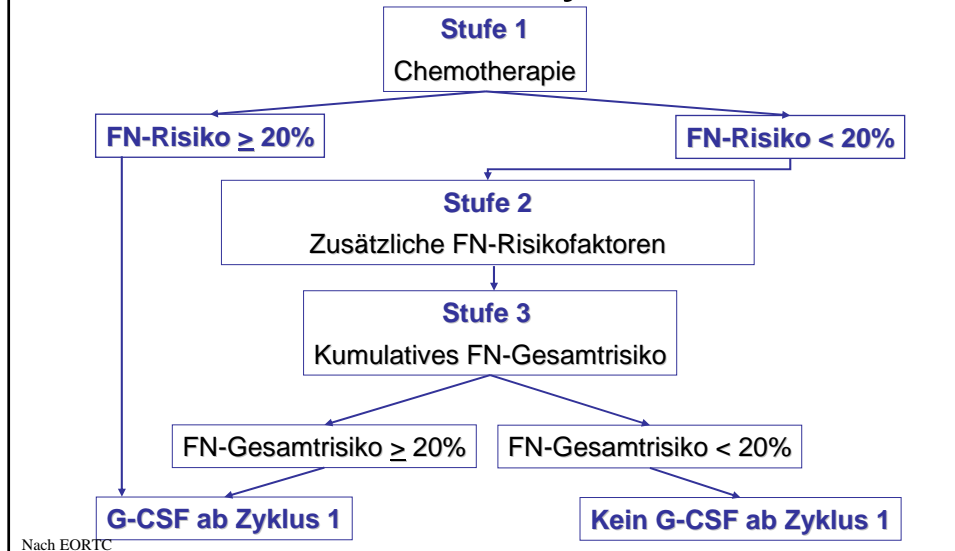 Stufe 1
Chemotherapie
FN-Risiko ≥ 20%
FN-Risiko < 20%
Stufe 2
Zusätzliche FN-Risikofaktoren
Stufe 3
Kumulatives FN-Gesamtrisiko
FN-Gesamtrisiko ≥ 20%
FN-Gesamtrisiko < 20%
G-CSF ab Zyklus 1
Kein G-CSF ab Zyklus 1
Nach EORTC